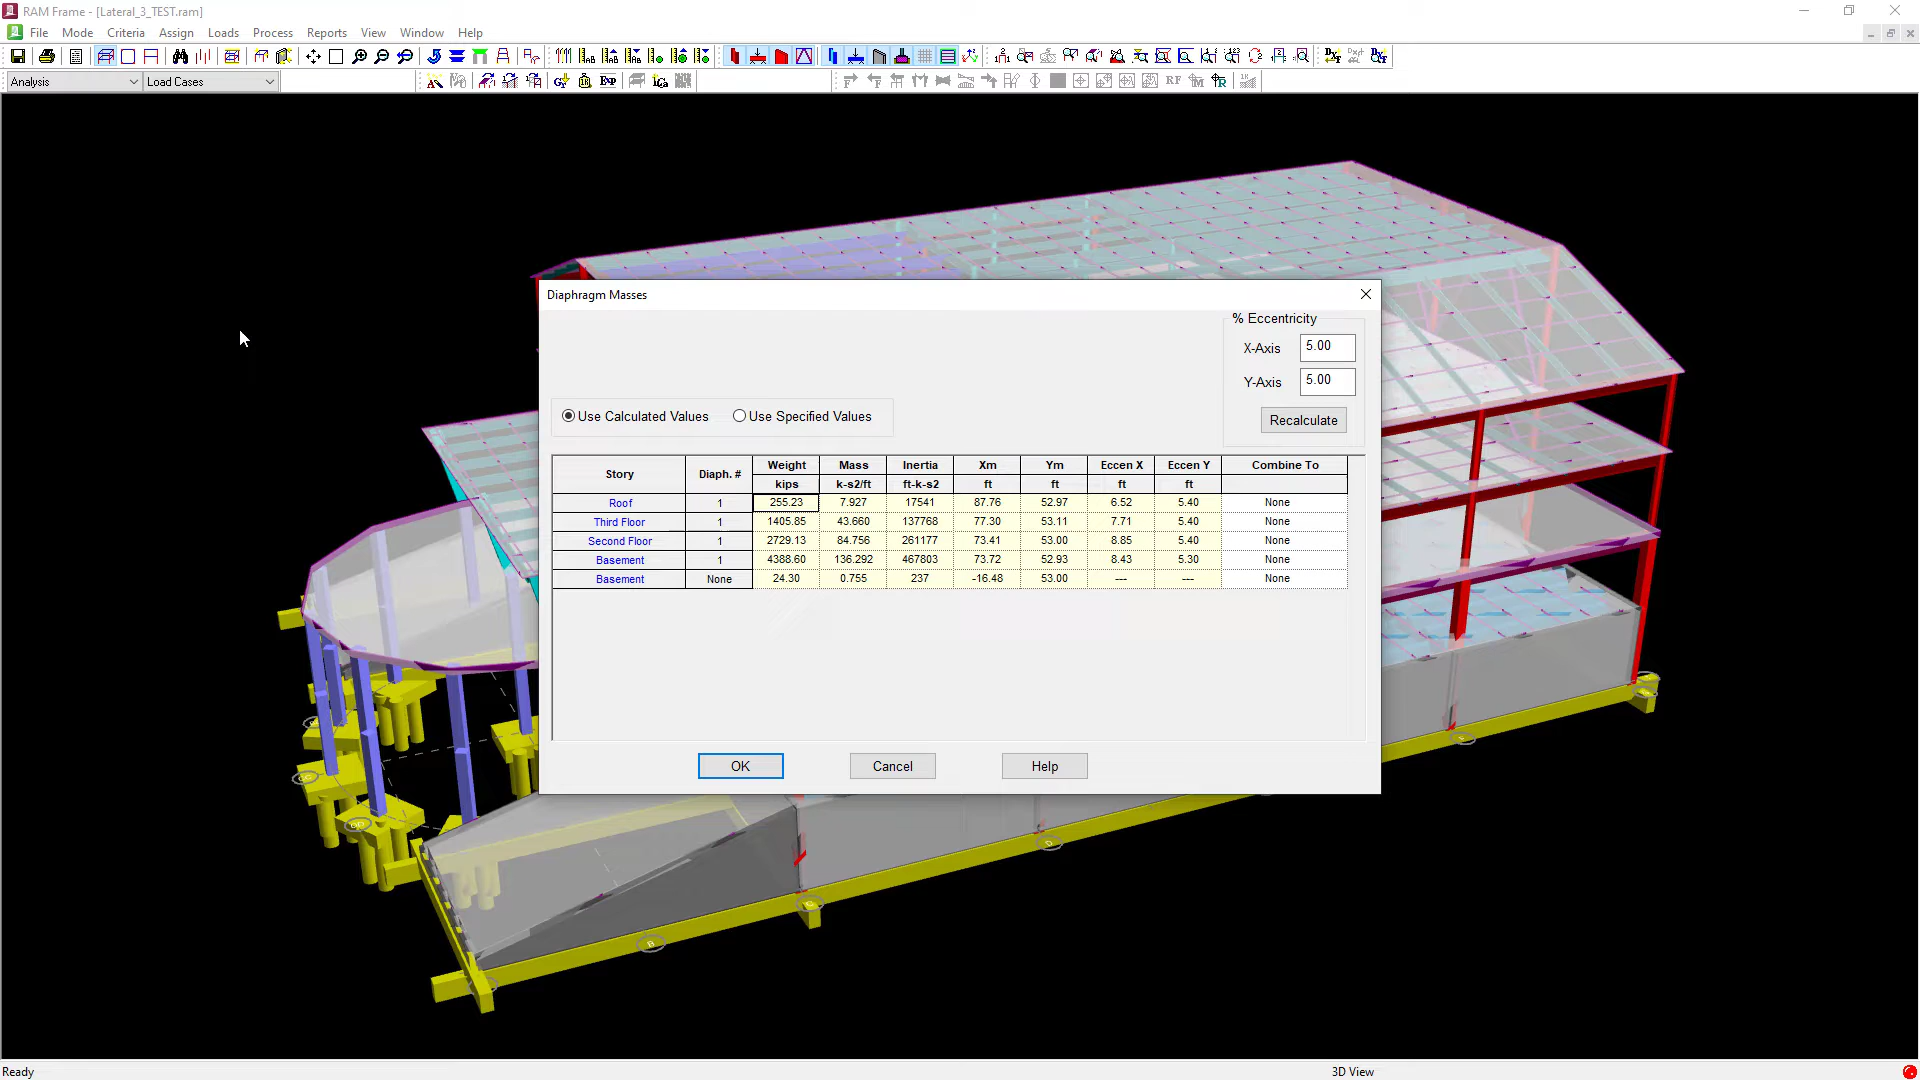 RAM Frame - [Lateral_3_TEST.ram]
File Mode Criteria Assign Loads Process Reports View Window Help
Analysis Load Cases
Diaphragm Masses
% Eccentricity
X-Axis 5.00
Y-Axis 5.00
Use Calculated Values Use Specified Values
Recalculate
Story Diaph. # Weight Mass Inertia Xm Ym Eccen X Eccen Y Combine To
kips k-s2/ft ft-k-s2 ft ft ft ft
Roof 1 255.23 7.927 17541 87.76 52.97 6.52 5.40 None
Third Floor 1 1405.85 43.660 137768 77.30 53.11 7.71 5.40 None
Second Floor 1 2729.13 84.756 261177 73.41 53.00 8.85 5.40 None
Basement 1 4388.60 136.292 467803 73.72 52.93 8.43 5.30 None
Basement None 24.30 0.755 237 -16.48 53.00 --- --- None
OK Cancel Help
B
Ready 3D View